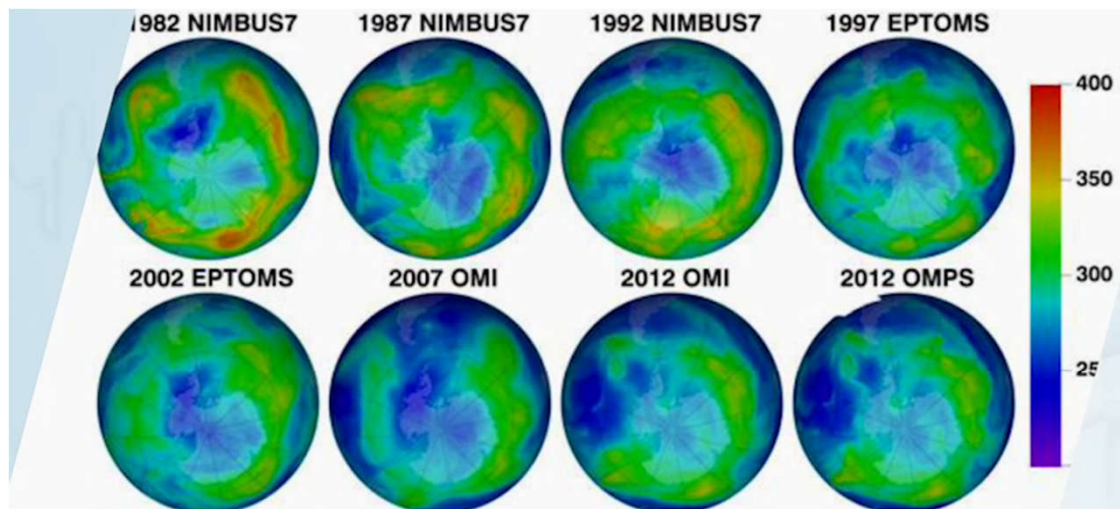 1982 NIMBUS7
1987 NIMBUS7
1992 NIMBUS7
1997 EPTOMS
400
350
2002 EPTOMS
2007 OMI
2012 OMI
2012 OMPS
300